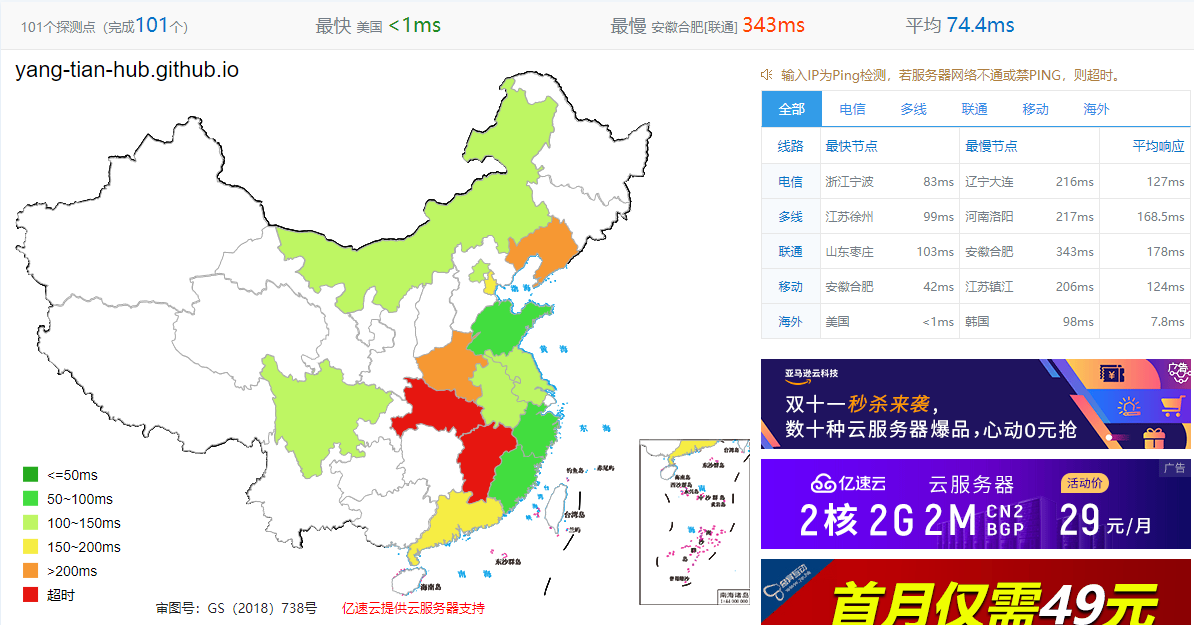 101个探测点（完成101个） 最快 美国 <1ms 最慢 安徽合肥[联通] 343ms 平均 74.4ms
yang-tian-hub.github.io
输入IP为Ping检测，若服务器网络不通或禁PING，则超时。
全部 电信 多线 联通 移动 海外
线路 最快节点 最慢节点 平均响应
电信 浙江宁波 83ms 辽宁大连 216ms 127ms
多线 江苏徐州 99ms 河南洛阳 217ms 168.5ms
联通 山东枣庄 103ms 安徽合肥 343ms 178ms
移动 安徽合肥 42ms 江苏镇江 206ms 124ms
海外 美国 <1ms 韩国 98ms 7.8ms
渤 海
黄 海
东 海
钓鱼岛
赤尾屿
台湾岛
兰屿
东沙群岛
南 海
海南岛
<=50ms
50~100ms
100~150ms
150~200ms
>200ms
超时
审图号：GS（2018）738号 亿速云提供云服务器支持
台湾岛
东沙群岛
海南岛
南海诸岛
亚马逊云科技
广告
双十一秒杀来袭，
数十种云服务器爆品，心动0元抢
广告
亿速云 云服务器 活动价
2核 2G 2M CN2 BGP 29元/月
首月仅需49元